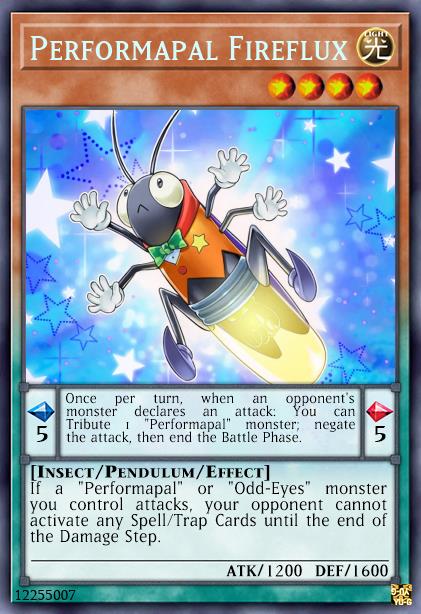 PERFORMAPAL FIREFLUX
LIGHT
光
Once per turn, when an opponent's
monster declares an attack: You can
Tribute 1 "Performapal" monster; negate
the attack, then end the Battle Phase.
5
5
[INSECT/PENDULUM/EFFECT]
If a "Performapal" or "Odd-Eyes" monster
you control attacks, your opponent cannot
activate any Spell/Trap Cards until the end of
the Damage Step.
ATK/1200 DEF/1600
12255007